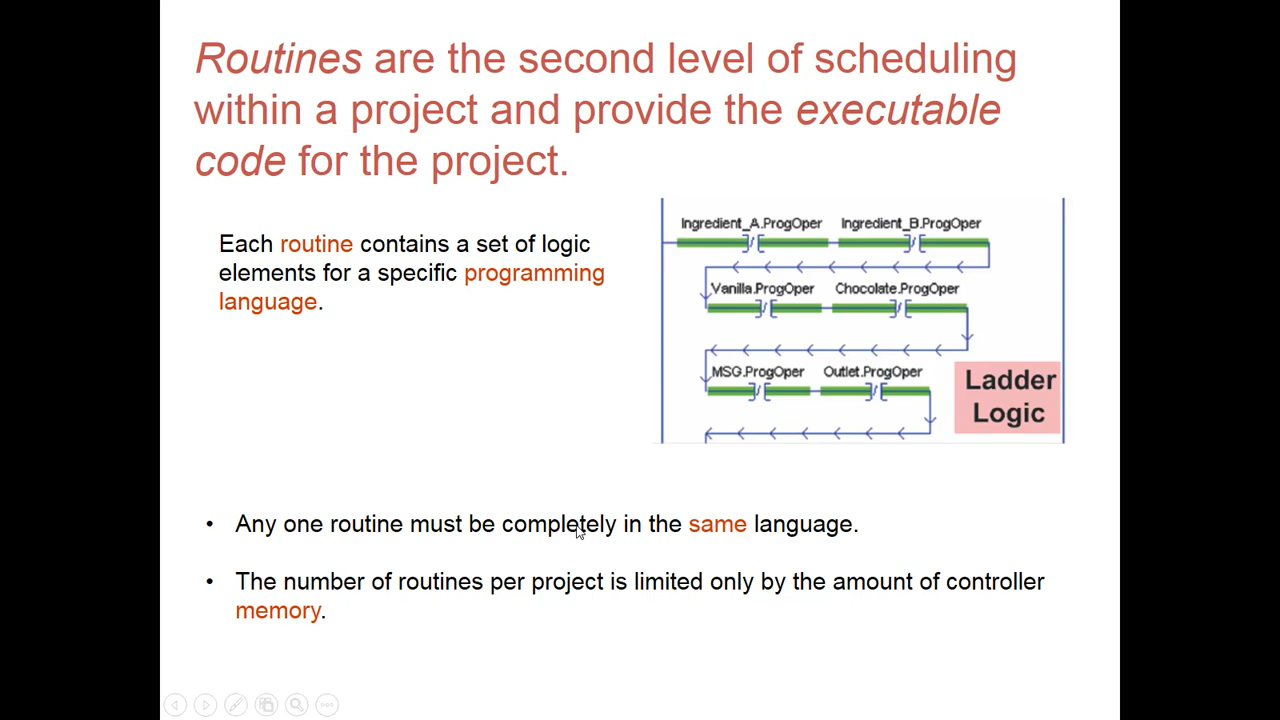 Routines are the second level of scheduling
within a project and provide the executable
code for the project.
Each routine contains a set of logic
elements for a specific programming
language.
Ingredient_A.ProgOper Ingredient_B.ProgOper
Vanilla.ProgOper Chocolate.ProgOper
MSG.ProgOper Outlet.ProgOper
Ladder
Logic
• Any one routine must be completely in the same language.
• The number of routines per project is limited only by the amount of controller
memory.